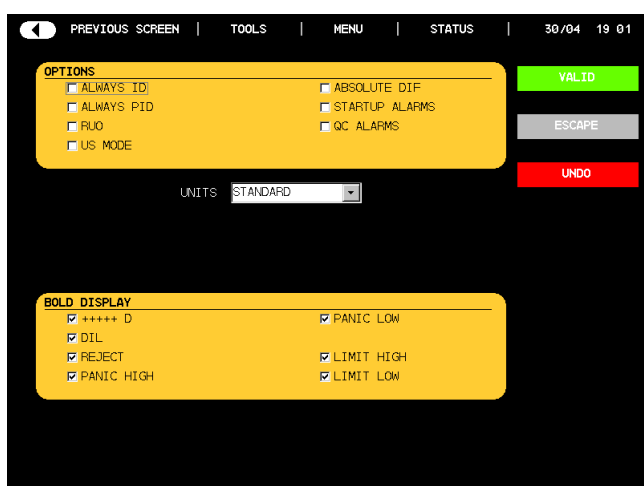 PREVIOUS SCREEN | TOOLS | MENU | STATUS | 30/04 19 01
OPTIONS
ALWAYS ID ABSOLUTE DIF
ALWAYS PID STARTUP ALARMS
RUO QC ALARMS
US MODE
VALID
ESCAPE
UNDO
UNITS STANDARD
BOLD DISPLAY
+++++ D PANIC LOW
DIL
REJECT LIMIT HIGH
PANIC HIGH LIMIT LOW